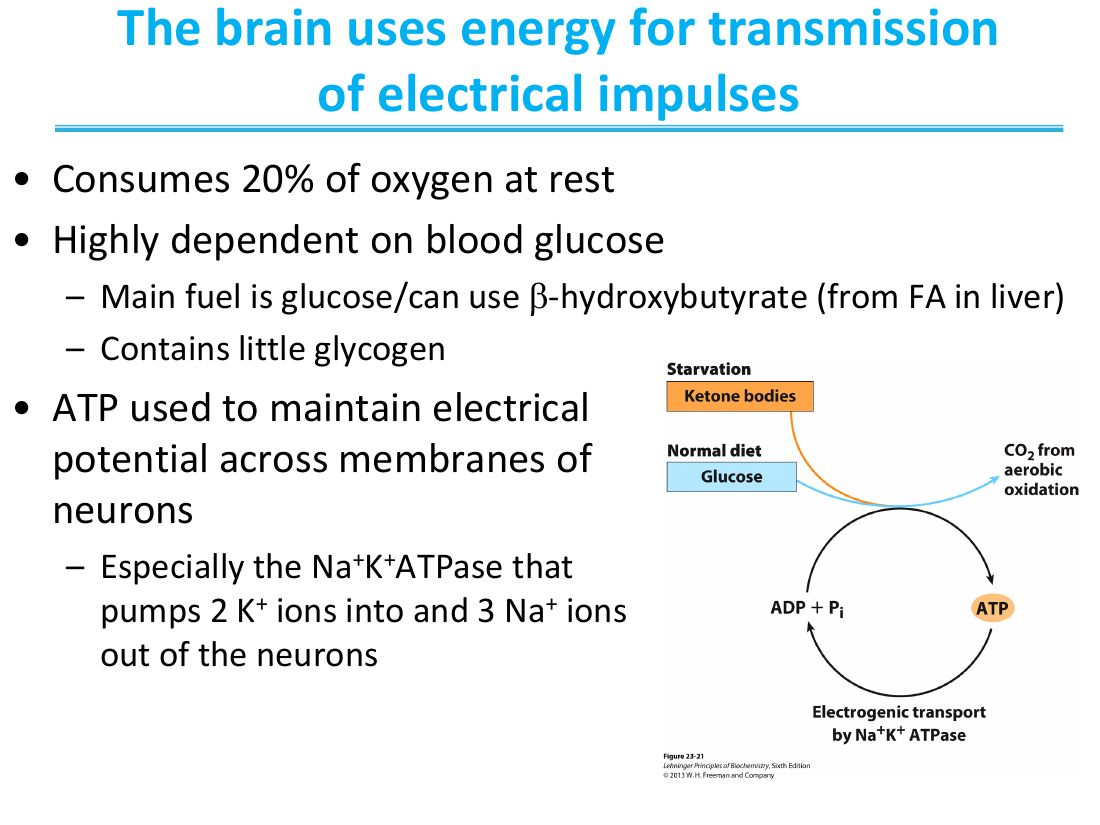 The brain uses energy for transmission
of electrical impulses
• Consumes 20% of oxygen at rest
• Highly dependent on blood glucose
– Main fuel is glucose/can use β-hydroxybutyrate (from FA in liver)
– Contains little glycogen
• ATP used to maintain electrical
potential across membranes of
neurons
– Especially the Na⁺K⁺ATPase that
pumps 2 K⁺ ions into and 3 Na⁺ ions
out of the neurons
Starvation
Ketone bodies
Normal diet
Glucose
CO₂ from
aerobic
oxidation
ADP + Pᵢ
ATP
Electrogenic transport
by Na⁺K⁺ ATPase
Figure 23-21
Lehninger Principles of Biochemistry, Sixth Edition
© 2013 W. H. Freeman and Company